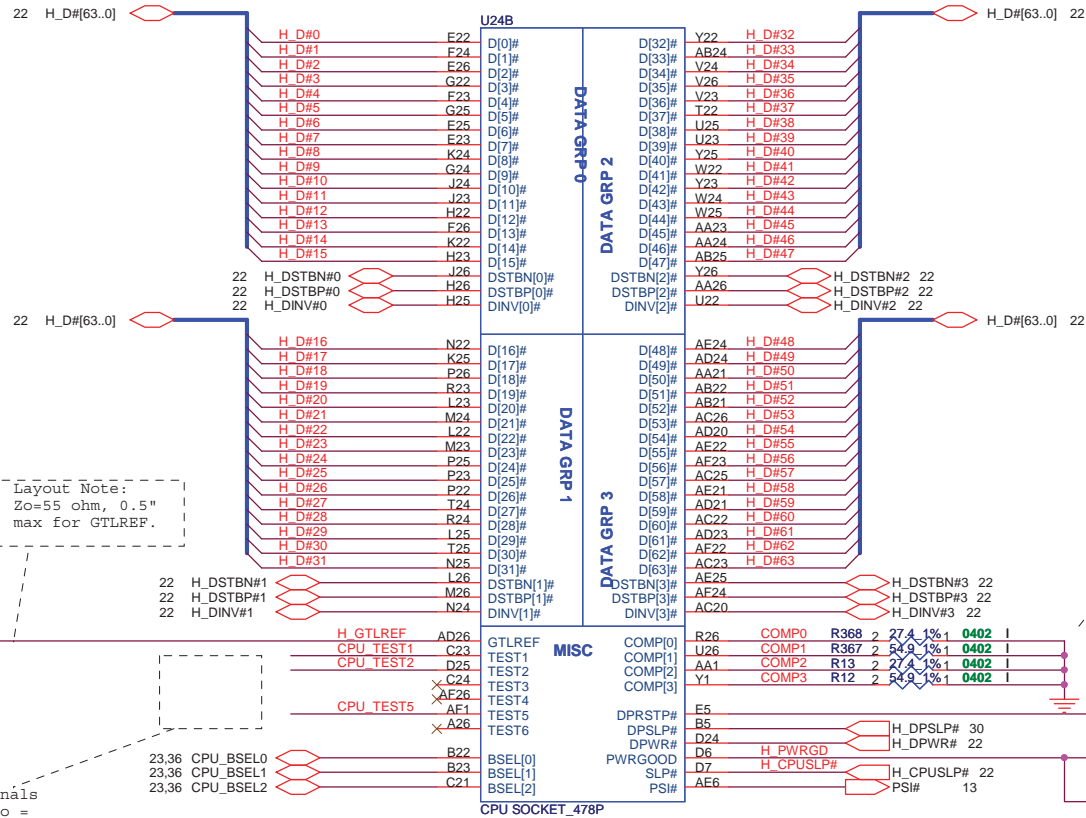 22 H_D#[63..0] H_D#[63..0] 22
U24B
H_D#0 E22 D[0]# D[32]# Y22 H_D#32
H_D#1 F24 D[1]# D[33]# AB24 H_D#33
H_D#2 E26 D[2]# D[34]# V24 H_D#34
H_D#3 G22 D[3]# D[35]# V26 H_D#35
H_D#4 F23 D[4]# D[36]# V23 H_D#36
H_D#5 G25 D[5]# D[37]# T22 H_D#37
H_D#6 E25 D[6]# D[38]# U25 H_D#38
H_D#7 E23 D[7]# D[39]# U23 H_D#39
H_D#8 K24 D[8]# D[40]# Y25 H_D#40
H_D#9 G24 D[9]# D[41]# W22 H_D#41
H_D#10 J24 D[10]# D[42]# Y23 H_D#42
H_D#11 J23 D[11]# D[43]# W24 H_D#43
H_D#12 H22 D[12]# D[44]# W25 H_D#44
H_D#13 F26 D[13]# D[45]# AA23 H_D#45
H_D#14 K22 D[14]# D[46]# AA24 H_D#46
H_D#15 H23 D[15]# D[47]# AB25 H_D#47
22 H_DSTBN#0 J26 DSTBN[0]# DSTBN[2]# Y26 H_DSTBN#2 22
22 H_DSTBP#0 H26 DSTBP[0]# DSTBP[2]# AA26 H_DSTBP#2 22
22 H_DINV#0 H25 DINV[0]# DINV[2]# U22 H_DINV#2 22
DATA GRP 0
DATA GRP 2
22 H_D#[63..0] H_D#[63..0] 22
H_D#16 N22 D[16]# D[48]# AE24 H_D#48
H_D#17 K25 D[17]# D[49]# AD24 H_D#49
H_D#18 P26 D[18]# D[50]# AA21 H_D#50
H_D#19 R23 D[19]# D[51]# AB22 H_D#51
H_D#20 L23 D[20]# D[52]# AB21 H_D#52
H_D#21 M24 D[21]# D[53]# AC26 H_D#53
H_D#22 L22 D[22]# D[54]# AD20 H_D#54
H_D#23 M23 D[23]# D[55]# AE22 H_D#55
H_D#24 P25 D[24]# D[56]# AF23 H_D#56
H_D#25 P23 D[25]# D[57]# AC25 H_D#57
H_D#26 P22 D[26]# D[58]# AE21 H_D#58
H_D#27 T24 D[27]# D[59]# AD21 H_D#59
H_D#28 R24 D[28]# D[60]# AC22 H_D#60
H_D#29 L25 D[29]# D[61]# AD23 H_D#61
H_D#30 T25 D[30]# D[62]# AF22 H_D#62
H_D#31 N25 D[31]# D[63]# AC23 H_D#63
22 H_DSTBN#1 L26 DSTBN[1]# DSTBN[3]# AE25 H_DSTBN#3 22
22 H_DSTBP#1 M26 DSTBP[1]# DSTBP[3]# AF24 H_DSTBP#3 22
22 H_DINV#1 N24 DINV[1]# DINV[3]# AC20 H_DINV#3 22
DATA GRP 1
DATA GRP 3
Layout Note:
Zo=55 ohm, 0.5"
max for GTLREF.
MISC
H_GTLREF AD26 GTLREF COMP[0] R26 COMP0 R368 2 27.4_1% 1 0402 I
CPU_TEST1 C23 TEST1 COMP[1] U26 COMP1 R367 2 54.9_1% 1 0402 I
CPU_TEST2 D25 TEST2 COMP[2] AA1 COMP2 R13 2 27.4_1% 1 0402 I
C24 TEST3 COMP[3] Y1 COMP3 R12 2 54.9_1% 1 0402 I
AF26 TEST4
CPU_TEST5 AF1 TEST5 DPRSTP# E5
A26 TEST6 DPSLP# B5 H_DPSLP# 30
DPWR# D24 H_DPWR# 22
23,36 CPU_BSEL0 B22 BSEL[0] PWRGOOD D6 H_PWRGD
23,36 CPU_BSEL1 B23 BSEL[1] SLP# D7 H_CPUSLP# H_CPUSLP# 22
23,36 CPU_BSEL2 C21 BSEL[2] PSI# AE6 PSI# 13
nals
o =
CPU SOCKET_478P